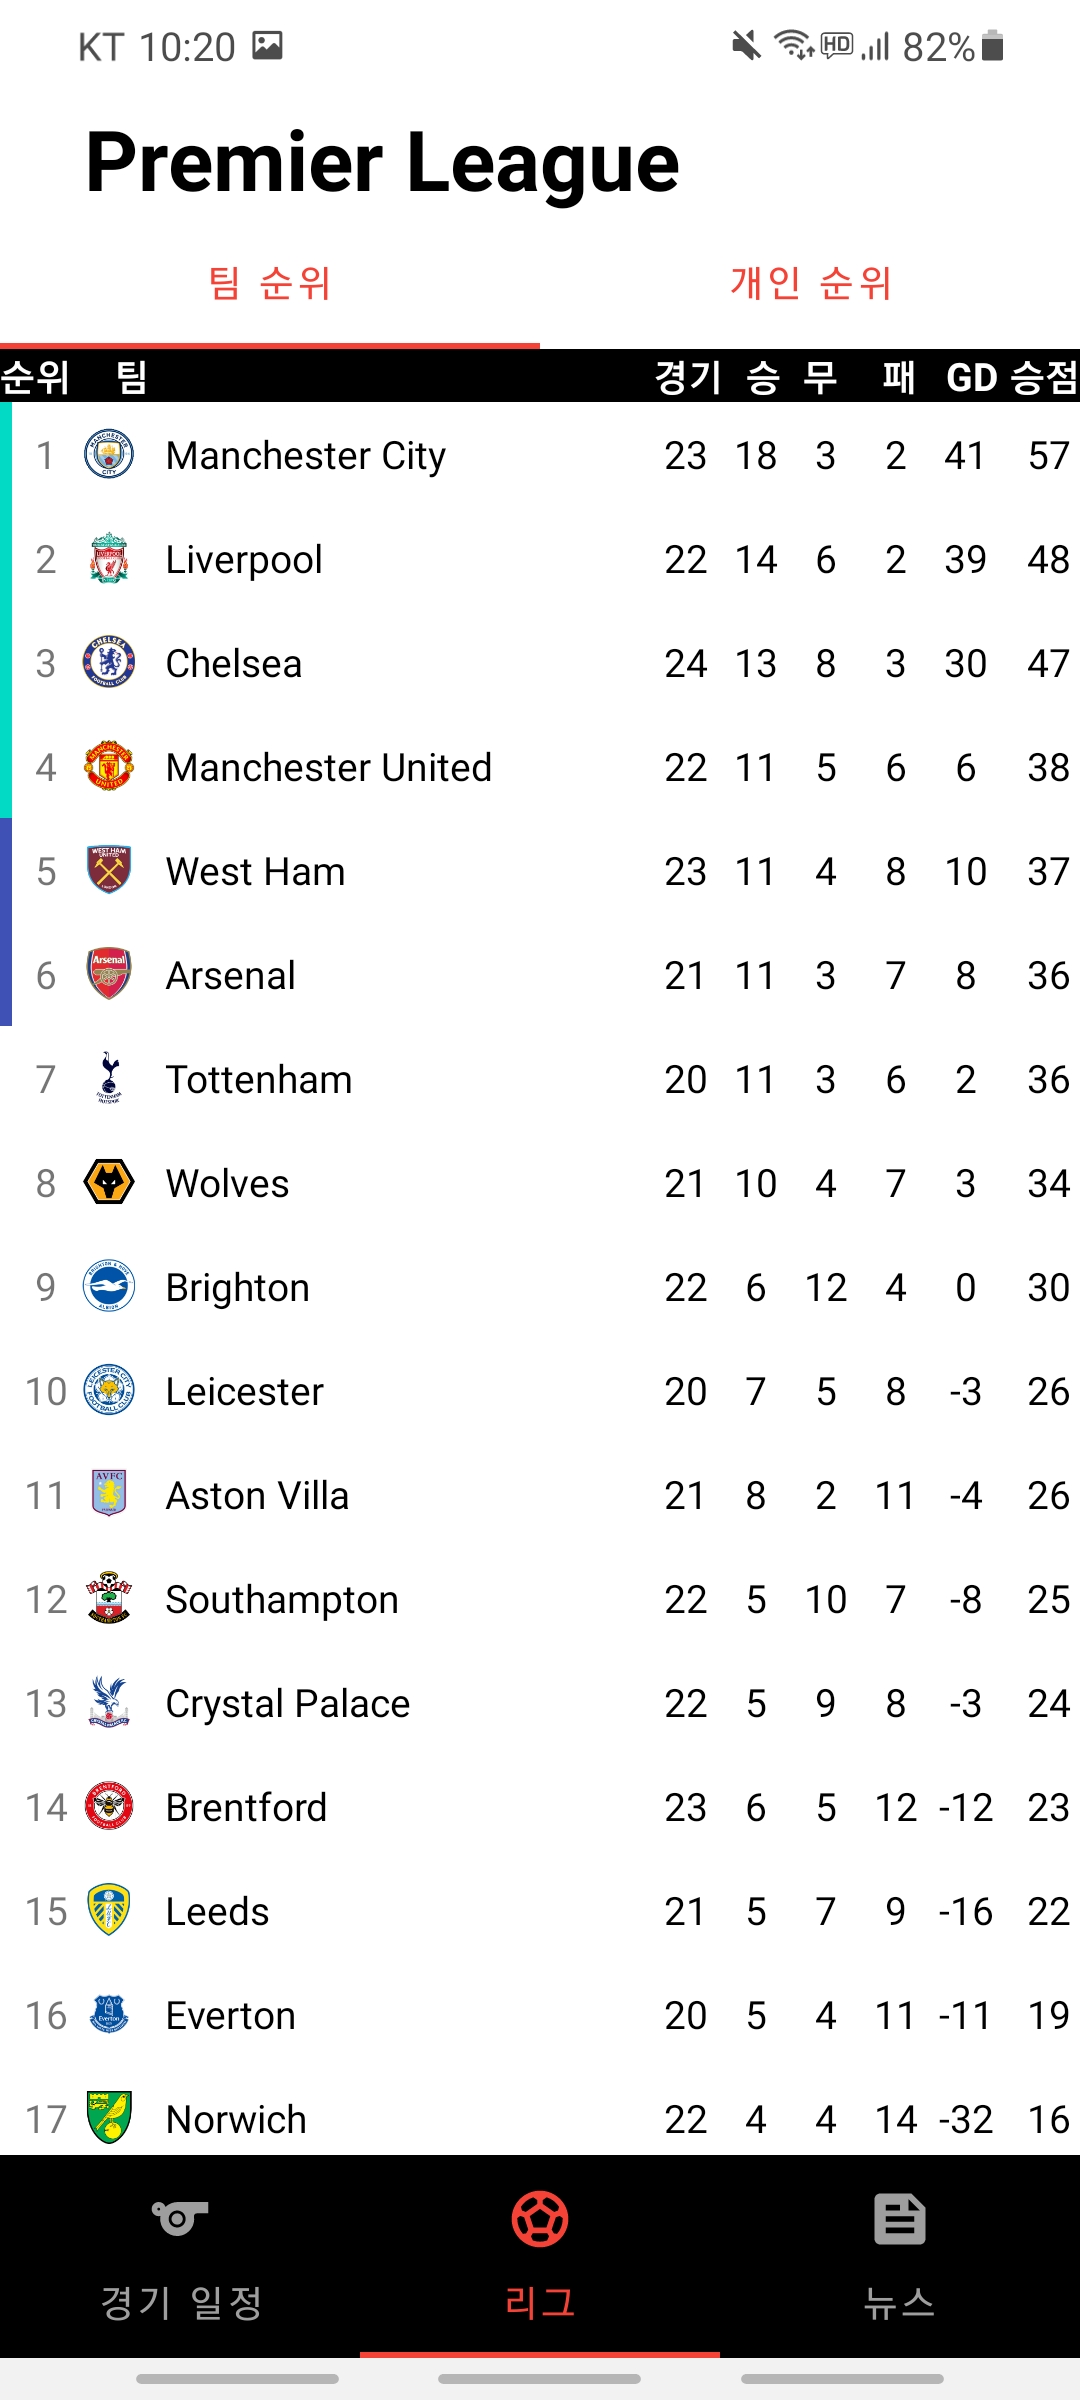 KT 10:20 HD 82%
Premier League
팀 순위 개인 순위
순위 팀 경기 승 무 패 GD 승점
1 Manchester City 23 18 3 2 41 57
2 Liverpool 22 14 6 2 39 48
3 Chelsea 24 13 8 3 30 47
4 Manchester United 22 11 5 6 6 38
5 West Ham 23 11 4 8 10 37
6 Arsenal 21 11 3 7 8 36
7 Tottenham 20 11 3 6 2 36
8 Wolves 21 10 4 7 3 34
9 Brighton 22 6 12 4 0 30
10 Leicester 20 7 5 8 -3 26
11 Aston Villa 21 8 2 11 -4 26
12 Southampton 22 5 10 7 -8 25
13 Crystal Palace 22 5 9 8 -3 24
14 Brentford 23 6 5 12 -12 23
15 Leeds 21 5 7 9 -16 22
16 Everton 20 5 4 11 -11 19
17 Norwich 22 4 4 14 -32 16
경기 일정 리그 뉴스